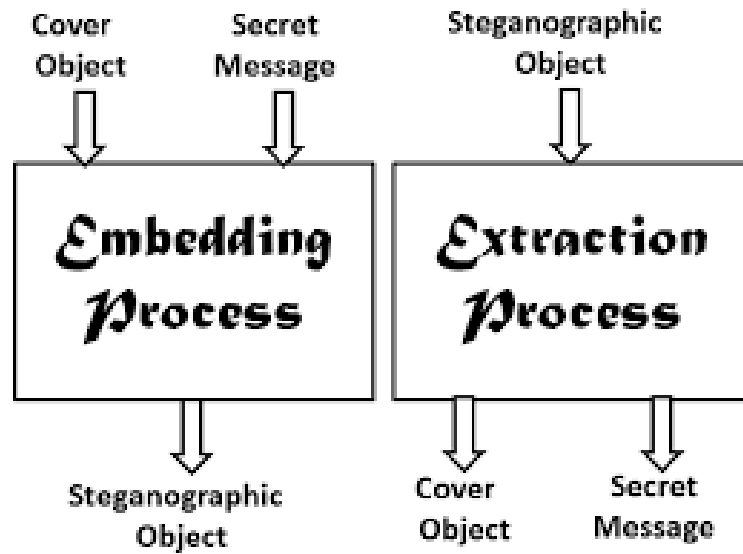 Cover
Object
Secret
Message
Steganographic
Object
Embedding
Process
Extraction
Process
Steganographic
Object
Cover
Object
Secret
Message